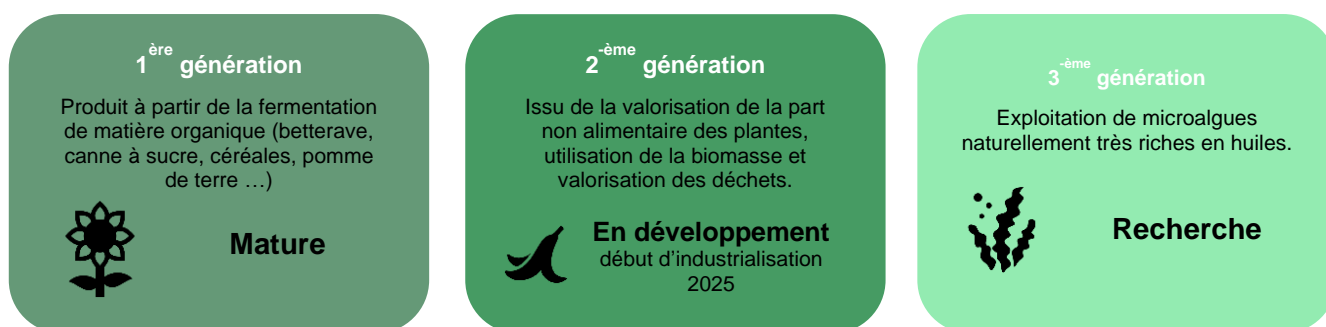 1ère génération
Produit à partir de la fermentation
de matière organique (betterave,
canne à sucre, céréales, pomme
de terre …)
Mature
2-ème génération
Issu de la valorisation de la part
non alimentaire des plantes,
utilisation de la biomasse et
valorisation des déchets.
En développement
début d’industrialisation
2025
3-ème génération
Exploitation de microalgues
naturellement très riches en huiles.
Recherche